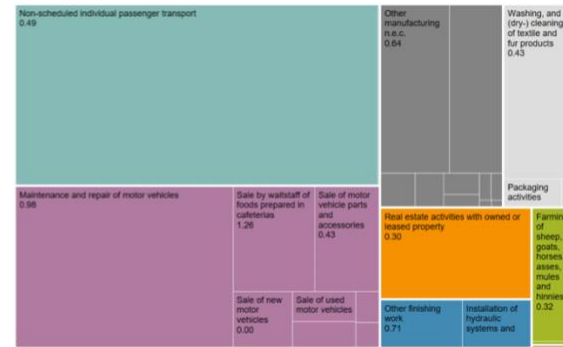 Non-scheduled individual passenger transport
0.49
Other
manufacturing
n.e.c.
0.64
Washing, and
(dry-) cleaning
of textile and
fur products
0.43
Packaging
activities
Maintenance and repair of motor vehicles
0.98
Sale by waitstaff of
foods prepared in
cafeterias
1.26
Sale of motor
vehicle parts
and
accessories
0.43
Sale of new
motor
vehicles
0.00
Sale of used
motor vehicles
Real estate activities with owned or
leased property
0.30
Other finishing
work
0.71
Installation of
hydraulic
systems and
Farmin
of
sheep,
goats,
horses
asses,
mules
and
hinnies
0.32